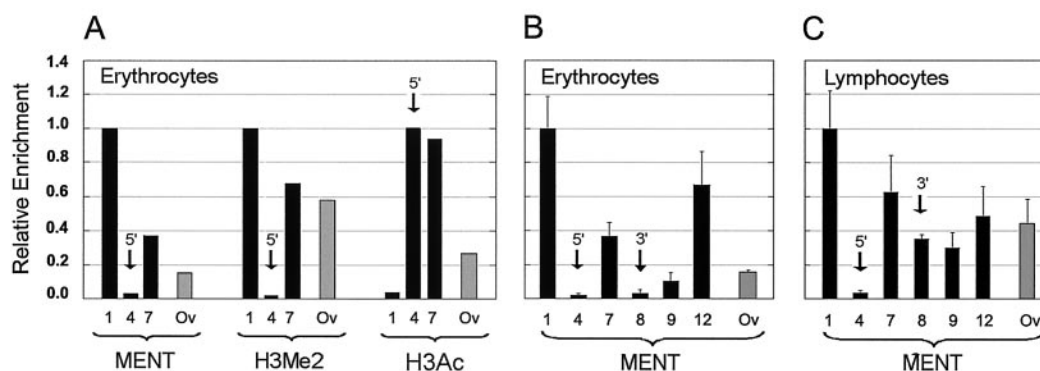 A
B
C
Relative Enrichment
1.4
1.2
1.0
0.8
0.6
0.4
0.2
0.0
Erythrocytes
5'
5'
5'
1 4 7 Ov
1 4 7 Ov
1 4 7 Ov
MENT
H3Me2
H3Ac
Erythrocytes
5'
3'
1 4 7 8 9 12 Ov
MENT
Lymphocytes
5'
3'
1 4 7 8 9 12 Ov
MENT